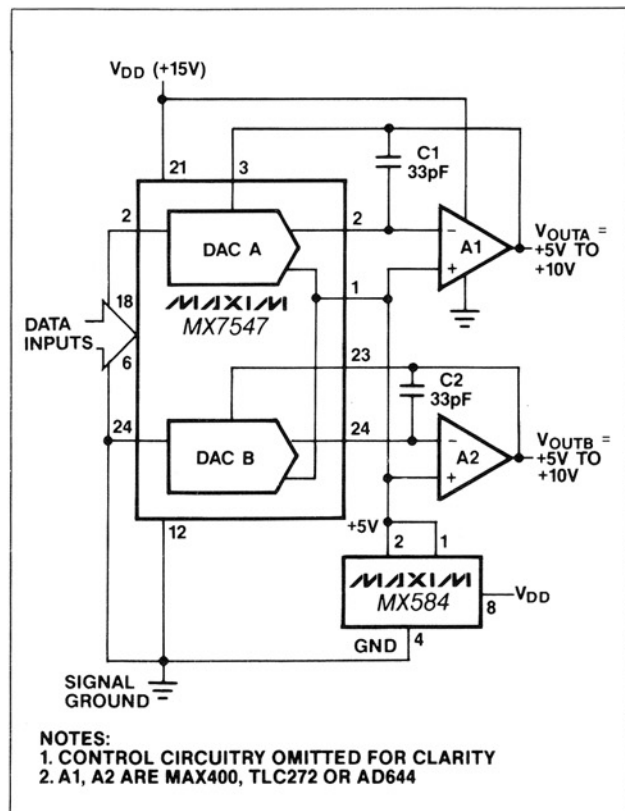 VDD (+15V)
C1
33pF
21
3
2
2
DAC A
A1
−
+
VOUTA =
+5V TO
+10V
1
MAXIM
MX7547
18
DATA
INPUTS
6
23
C2
33pF
24
24
DAC B
A2
−
+
VOUTB =
+5V TO
+10V
12
+5V
2
1
MAXIM
MX584
8
VDD
4
GND
SIGNAL
GROUND
NOTES:
1. CONTROL CIRCUITRY OMITTED FOR CLARITY
2. A1, A2 ARE MAX400, TLC272 OR AD644